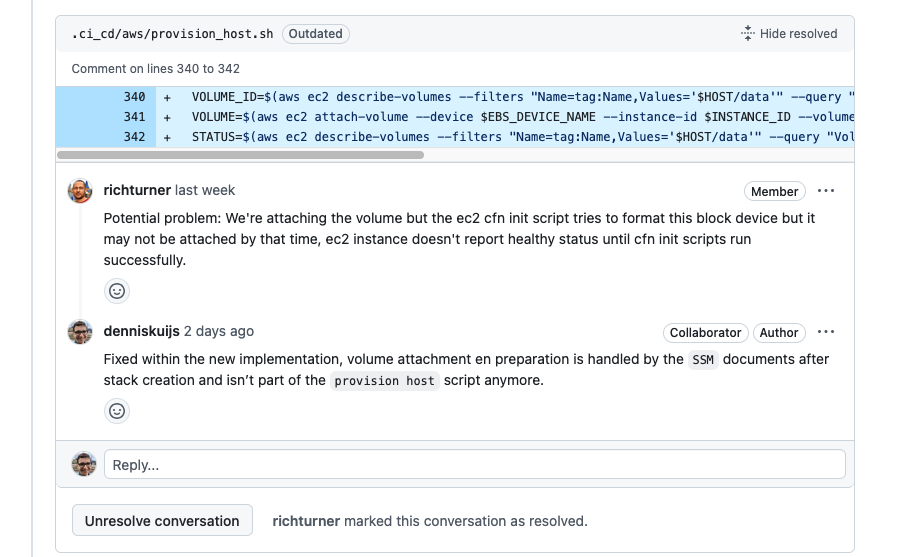 .ci_cd/aws/provision_host.sh Outdated Hide resolved
Comment on lines 340 to 342
340 + VOLUME_ID=$(aws ec2 describe-volumes --filters "Name=tag:Name,Values='$HOST/data'" --query "
341 + VOLUME=$(aws ec2 attach-volume --device $EBS_DEVICE_NAME --instance-id $INSTANCE_ID --volume
342 + STATUS=$(aws ec2 describe-volumes --filters "Name=tag:Name,Values='$HOST/data'" --query "Vol
richturner last week Member
Potential problem: We're attaching the volume but the ec2 cfn init script tries to format this block device but it
may not be attached by that time, ec2 instance doesn't report healthy status until cfn init scripts run
successfully.
denniskuijs 2 days ago Collaborator Author
Fixed within the new implementation, volume attachment en preparation is handled by the SSM documents after
stack creation and isn’t part of the provision host script anymore.
Reply...
Unresolve conversation richturner marked this conversation as resolved.